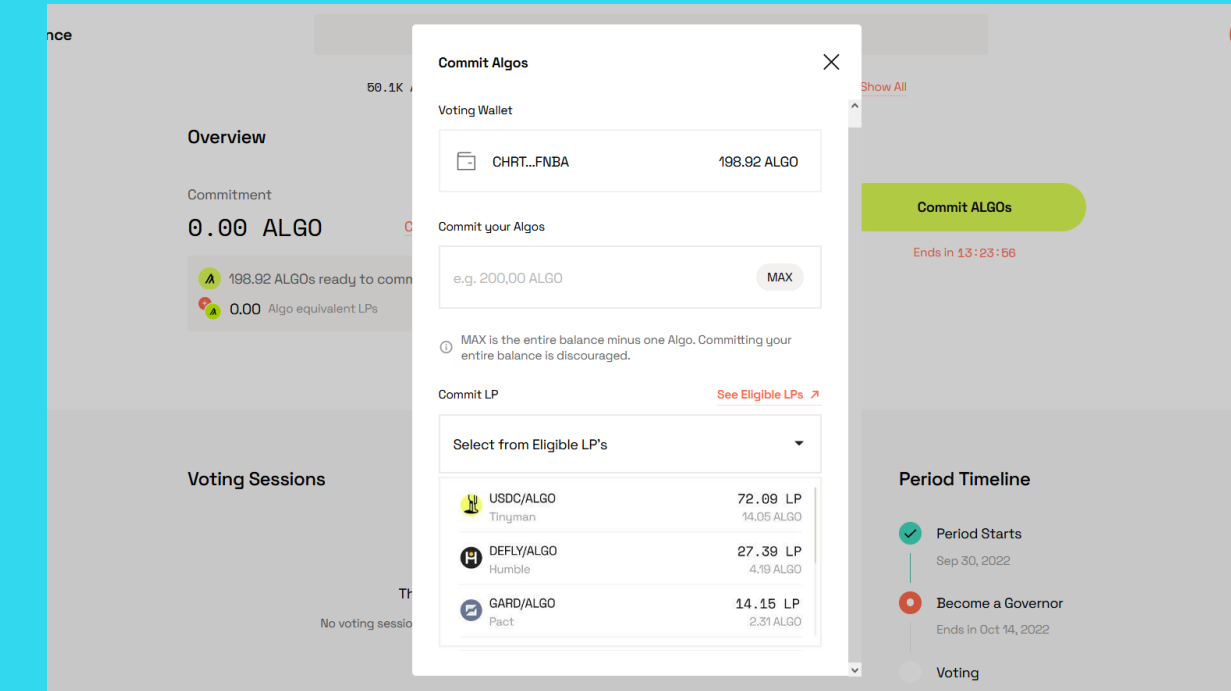 nce
50.1K
Show All
Overview
Commitment
0.00 ALGO
198.92 ALGOs ready to comm
0.00 Algo equivalent LPs
Commit Algos
Voting Wallet
CHRT...FNBA 198.92 ALGO
Commit your Algos
e.g. 200,00 ALGO MAX
MAX is the entire balance minus one Algo. Committing your
entire balance is discouraged.
Commit LP See Eligible LPs
Select from Eligible LP's
USDC/ALGO 72.09 LP
Tinyman 14.05 ALGO
DEFLY/ALGO 27.39 LP
Humble 4.19 ALGO
GARD/ALGO 14.15 LP
Pact 2.31 ALGO
Commit ALGOs
Ends in 13:23:56
Voting Sessions
Th
No voting sessio
Period Timeline
Period Starts
Sep 30, 2022
Become a Governor
Ends in Oct 14, 2022
Voting